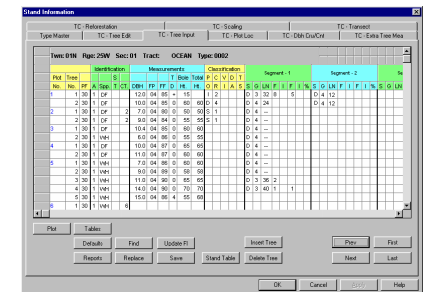 Stand Information
TC - Reforestation TC - Scaling TC - Transect
Type Master TC - Tree Edit TC - Tree Input TC - Plot Loc TC - Dbh Cru/Cnt TC - Extra Tree Mea
Twn: 01N Rge: 25W Sec: 01 Tract: OCEAN Type: 0002
Identification Measurements Classification
S T Bole Total P C V D T Segment - 1 Segment - 2 Se
Plot Tree
No. No. PF A Spp. T CT. DBH FP FF D Ht. Ht. O R I A S S G LN F I F I % S G LN F I F I % S G LN
1 1 30 1 DF 12.0 04 85 + 15 I 2 D 3 32 8 5 D 4 12
2 30 1 DF 10.0 04 85 0 60 60 D 4 D 4 24 D 4 12
2 1 30 1 DF 2 7.0 04 80 0 50 50 S 1 D 4 --
2 30 1 DF 2 9.0 04 84 0 55 55 S 1 D 4 --
3 1 30 1 DF 10.4 04 85 0 60 60 D 4 --
2 30 1 WH 6.0 04 86 0 55 55 D 4 --
4 1 30 1 DF 10.0 04 87 0 65 65 D 4 --
2 30 1 DF 11.0 04 87 0 60 65 D 4 --
5 1 30 1 DF 7.0 04 86 0 60 60 D 4 --
2 30 1 WH 9.0 04 89 0 58 58 D 4 --
3 30 1 WH 11.0 04 90 0 65 65 D 3 36 2
4 30 1 WH 14.0 04 90 0 70 70 D 3 40 1 1
5 30 1 WH 15.0 04 86 4 55 68
6 1 30 1 WH 6
Plot Tables
Defaults Find Update FI Insert Tree Prev First
Reports Replace Save Stand Table Delete Tree Next Last
OK Cancel Apply Help